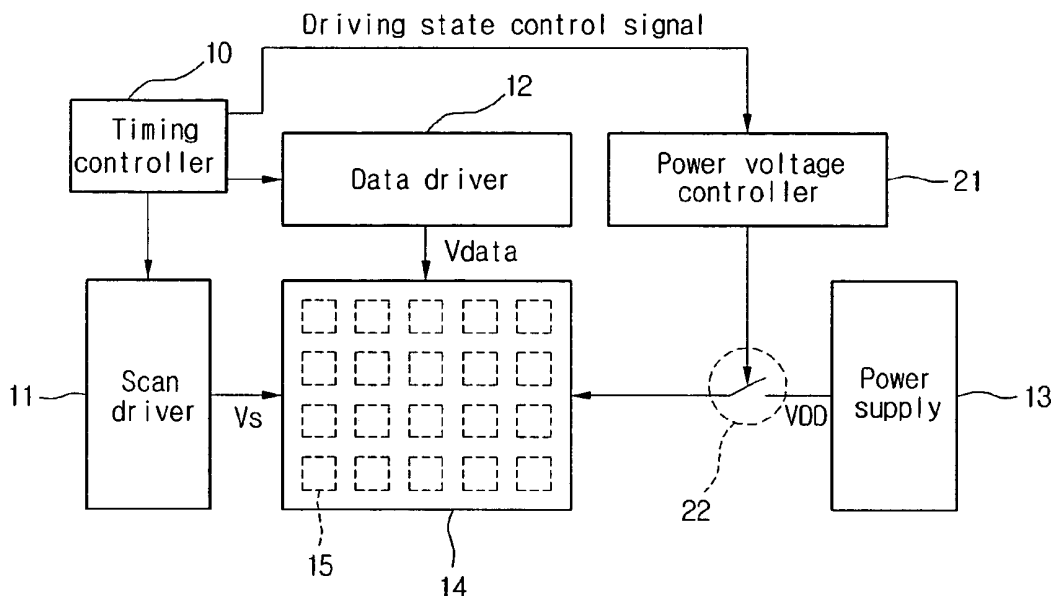 Driving state control signal
10
12
Timing
controller
Data driver
Power voltage
controller
21
Vdata
11
Scan
driver
Vs
VDD
Power
supply
13
22
15
14